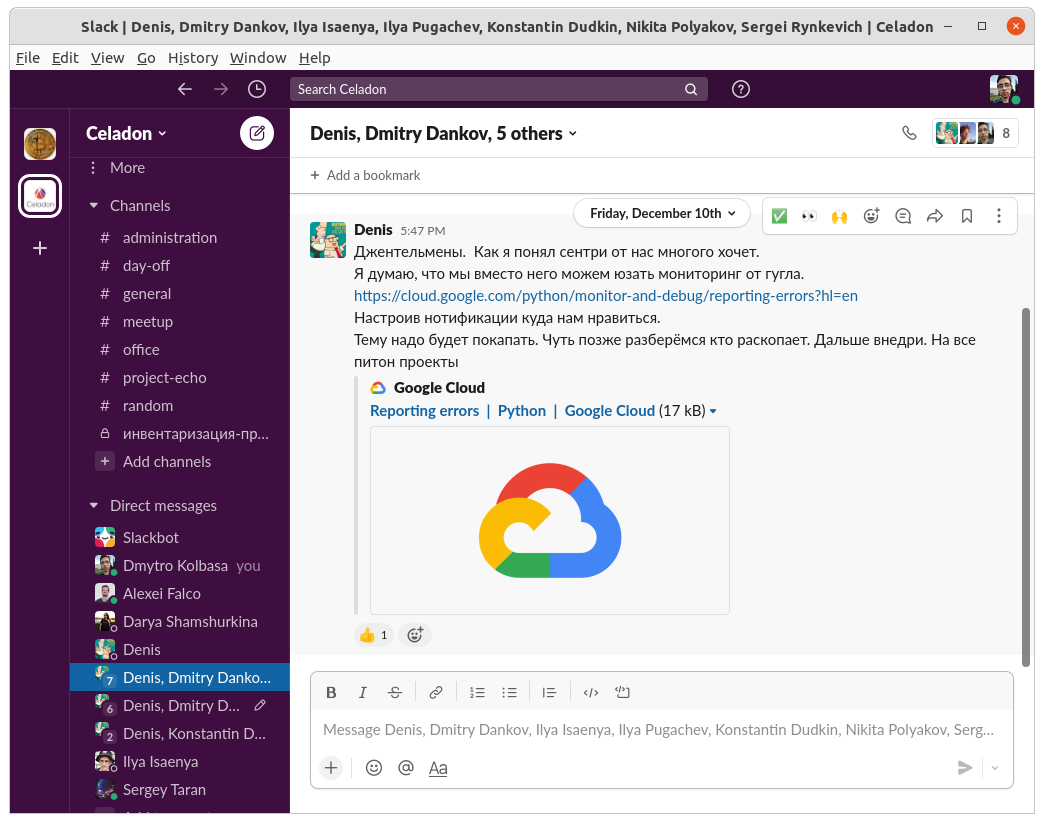 Slack | Denis, Dmitry Dankov, Ilya Isaenya, Ilya Pugachev, Konstantin Dudkin, Nikita Polyakov, Sergei Rynkevich | Celadon
File Edit View Go History Window Help
Search Celadon
Celadon
More
Channels
# administration
# day-off
# general
# meetup
# office
# project-echo
# random
инвентаризация-пр...
+ Add channels
Direct messages
Slackbot
Dmytro Kolbasa you
Alexei Falco
Darya Shamshurkina
Denis
7 Denis, Dmitry Danko...
6 Denis, Dmitry D...
2 Denis, Konstantin D...
Ilya Isaenya
Sergey Taran
Denis, Dmitry Dankov, 5 others
8
+ Add a bookmark
Friday, December 10th
Denis 5:47 PM
Джентельмены. Как я понял сентри от нас многого хочет.
Я думаю, что мы вместо него можем юзать мониторинг от гугла.
https://cloud.google.com/python/monitor-and-debug/reporting-errors?hl=en
Настроив нотификации куда нам нравиться.
Тему надо будет покапать. Чуть позже разберёмся кто раскопает. Дальше внедри. На все
питон проекты
Google Cloud
Reporting errors | Python | Google Cloud (17 kB)
1
B I S
Message Denis, Dmitry Dankov, Ilya Isaenya, Ilya Pugachev, Konstantin Dudkin, Nikita Polyakov, Serg...
+ @ Aa